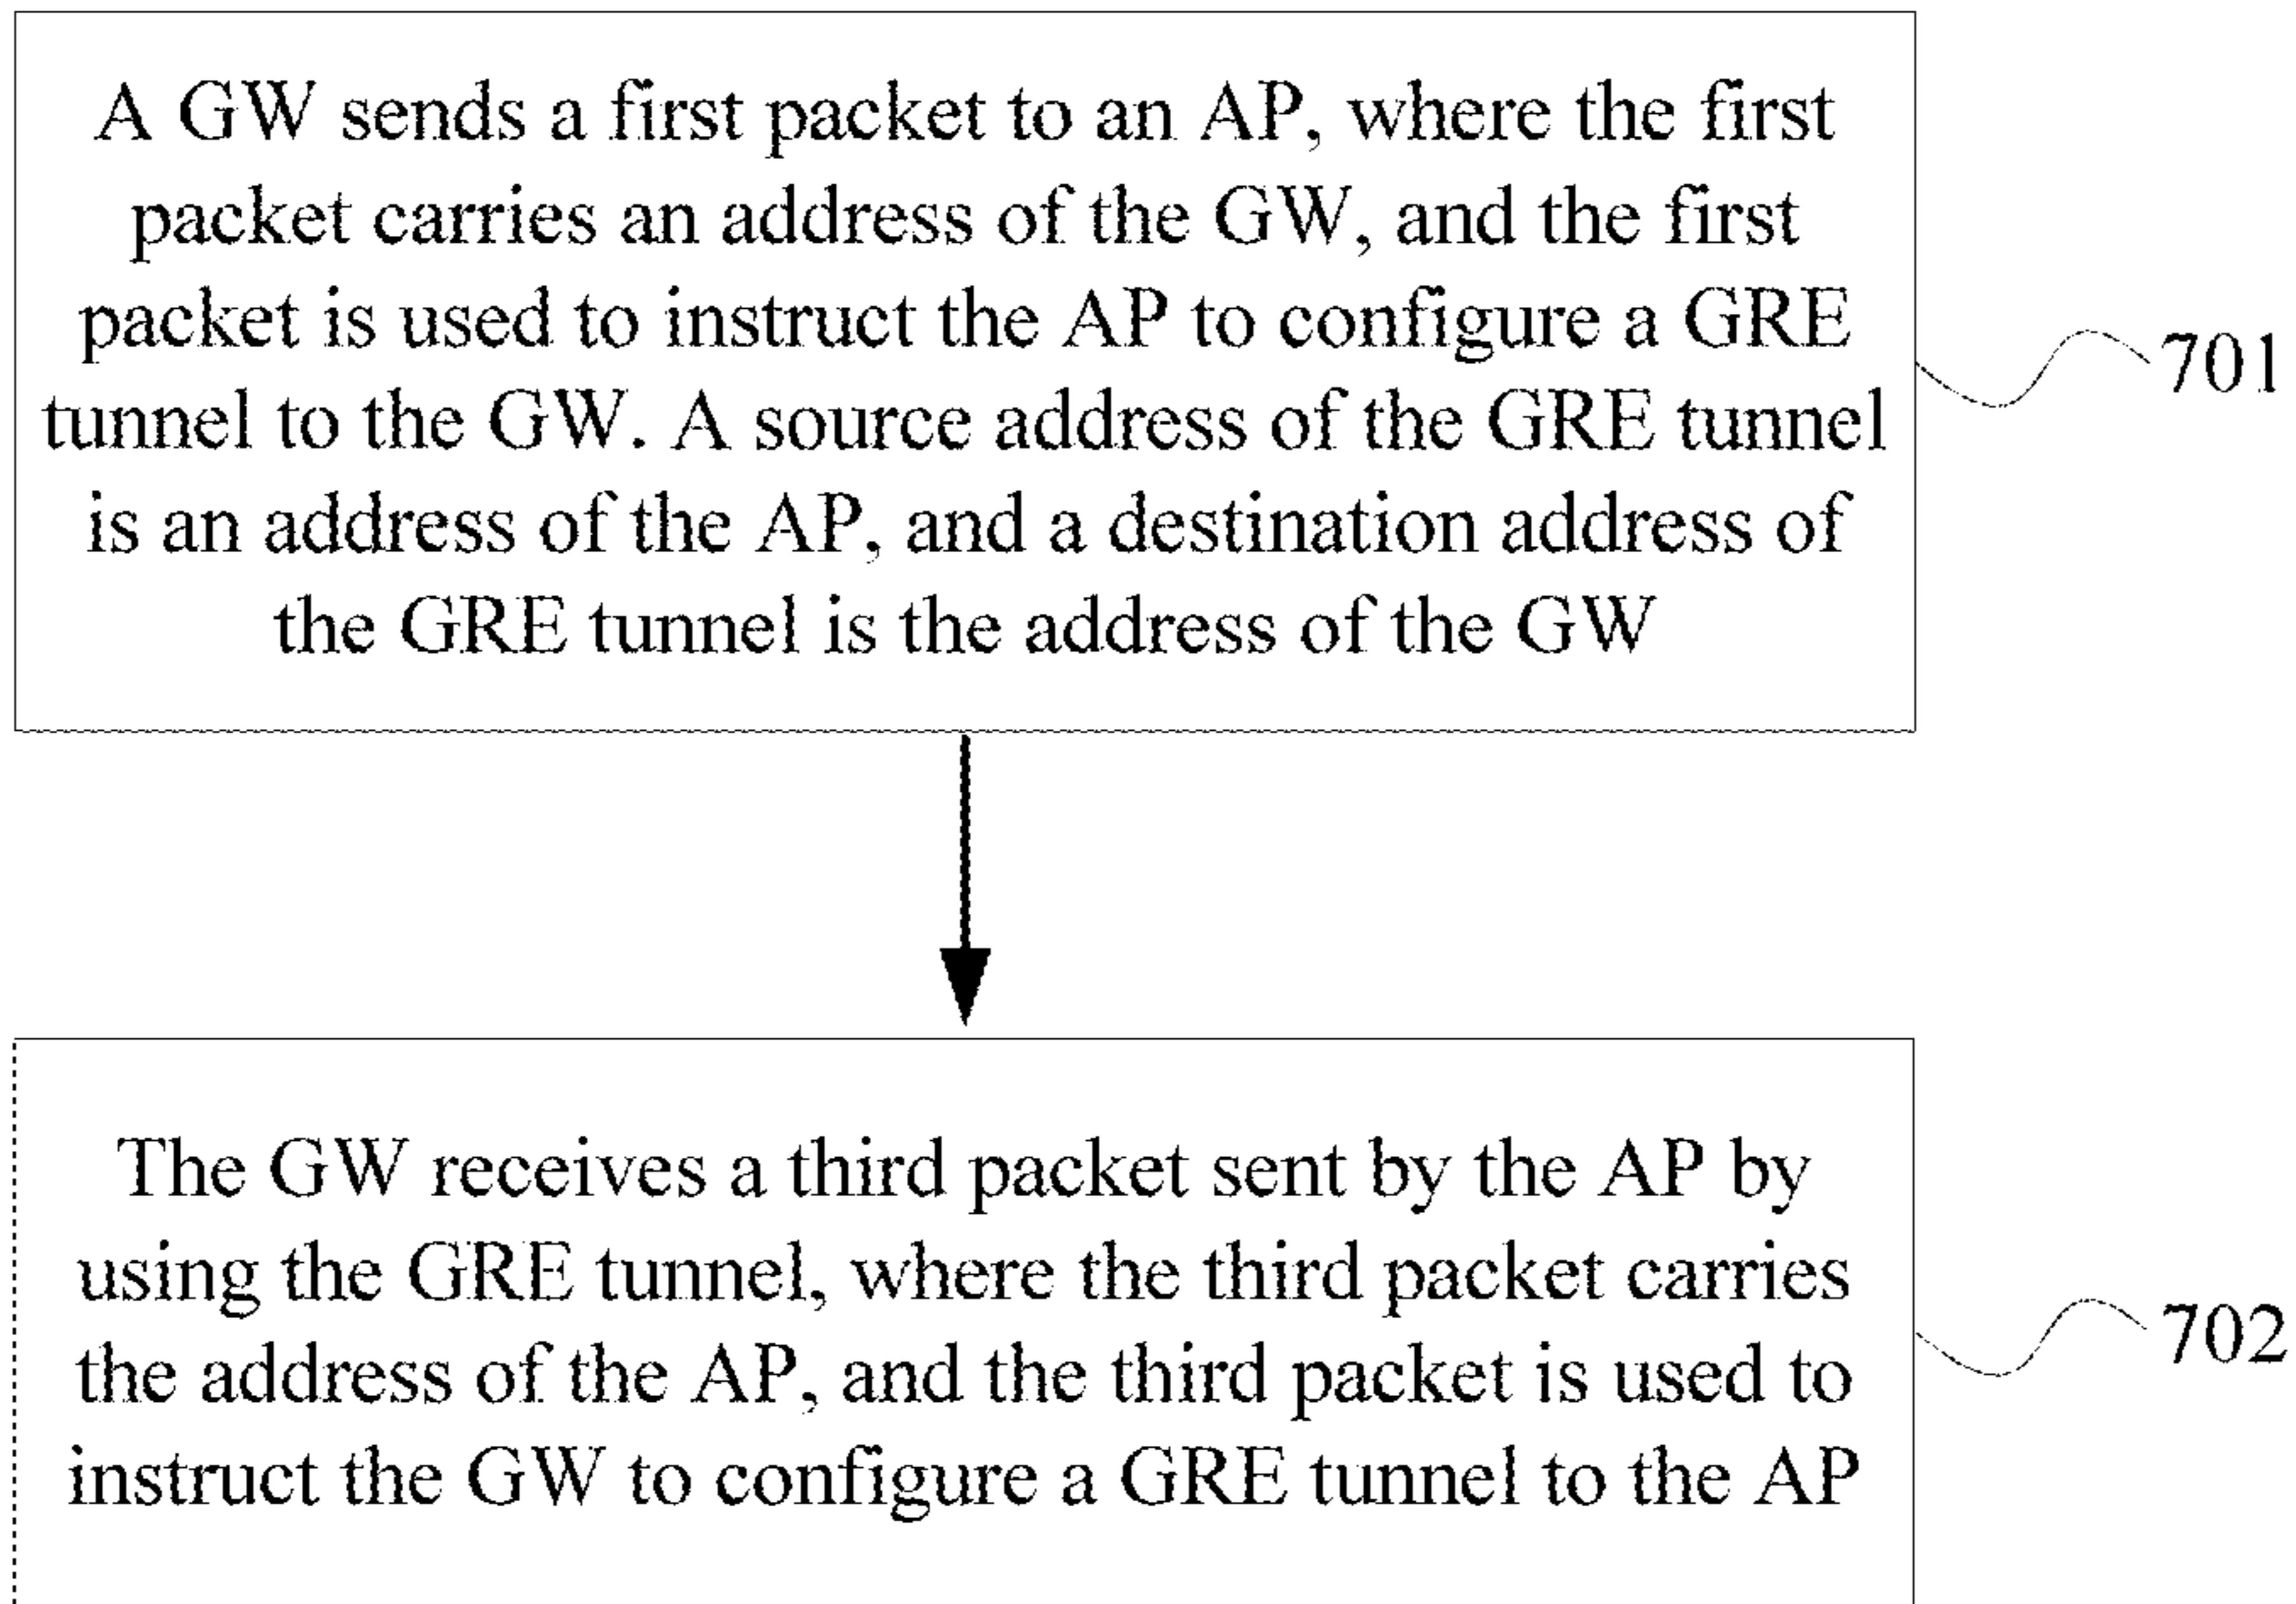 A GW sends a first packet to an AP, where the first
packet carries an address of the GW, and the first
packet is used to instruct the AP to configure a GRE
tunnel to the GW. A source address of the GRE tunnel
is an address of the AP, and a destination address of
the GRE tunnel is the address of the GW
701
The GW receives a third packet sent by the AP by
using the GRE tunnel, where the third packet carries
the address of the AP, and the third packet is used to
instruct the GW to configure a GRE tunnel to the AP
702